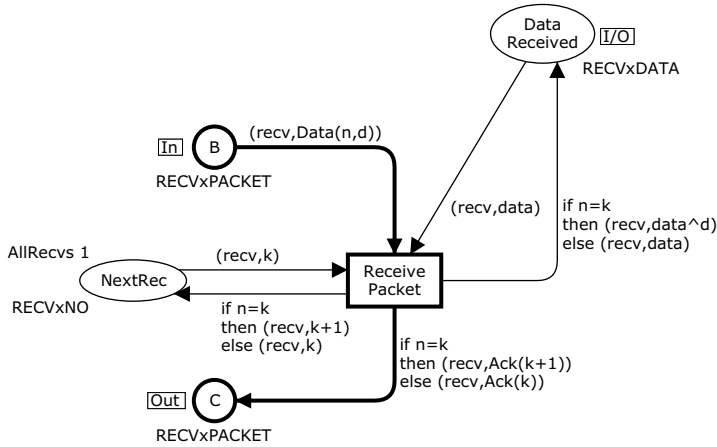 Data
Received
I/O
RECVxDATA
(recv,Data(n,d))
In
B
RECVxPACKET
(recv,data)
if n=k
then (recv,data^d)
else (recv,data)
AllRecvs 1
(recv,k)
NextRec
Receive
Packet
RECVxNO
if n=k
then (recv,k+1)
else (recv,k)
if n=k
then (recv,Ack(k+1))
else (recv,Ack(k))
Out
C
RECVxPACKET